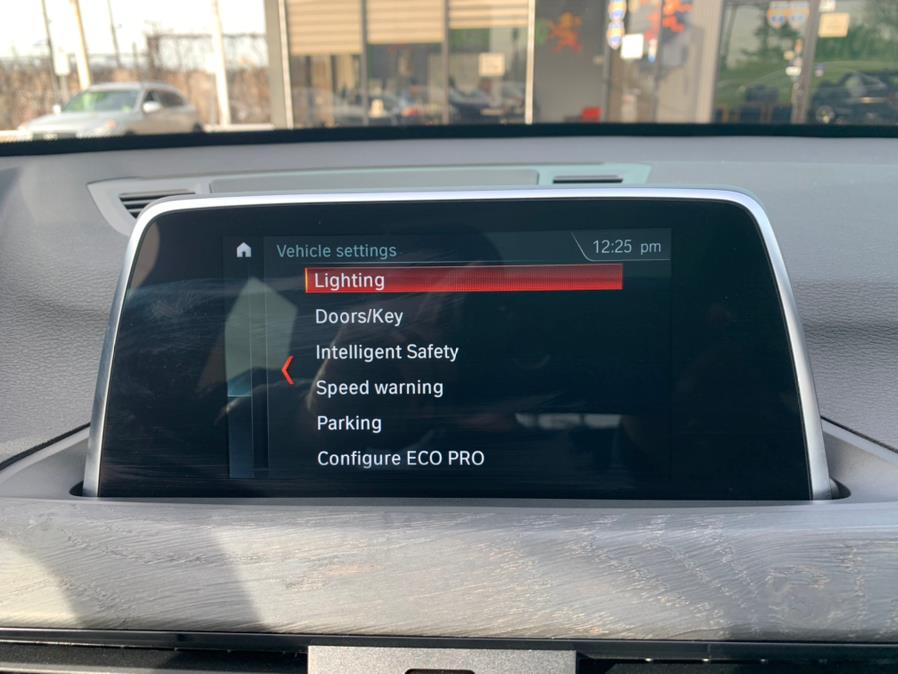 Vehicle settings 12:25 pm
Lighting
Doors/Key
Intelligent Safety
Speed warning
Parking
Configure ECO PRO